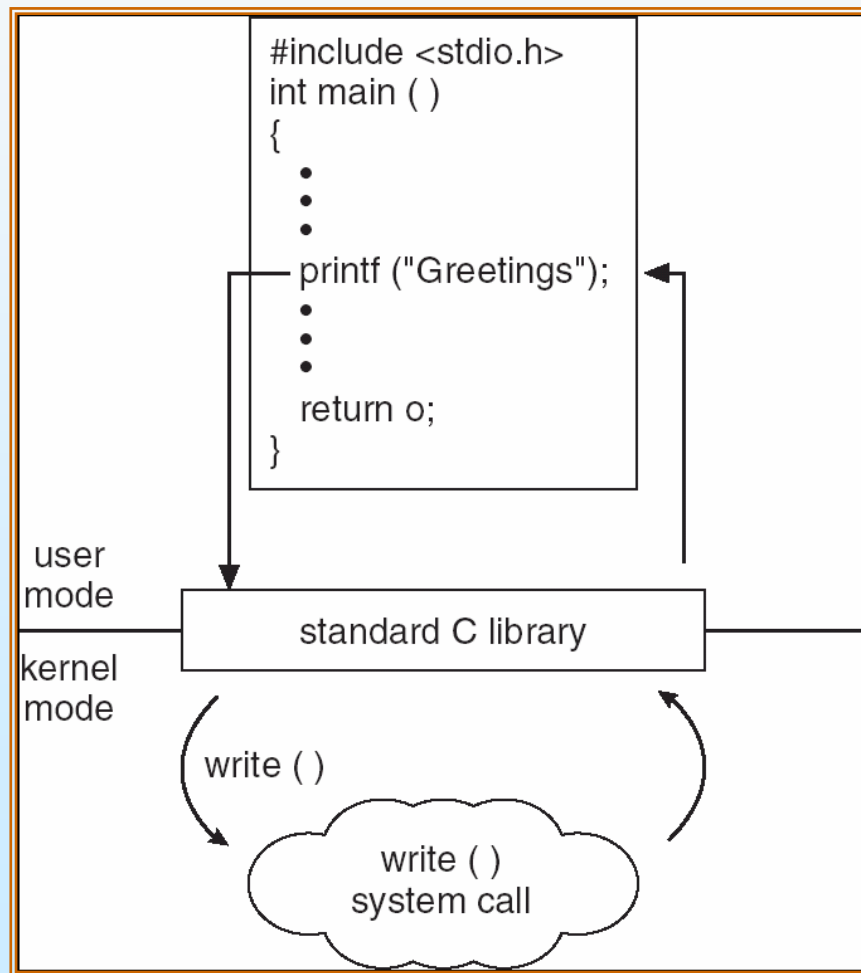 #include <stdio.h>
int main ( )
{
•
•
•
printf ("Greetings");
•
•
•
return o;
}
user
mode
standard C library
kernel
mode
write ( )
write ( )
system call